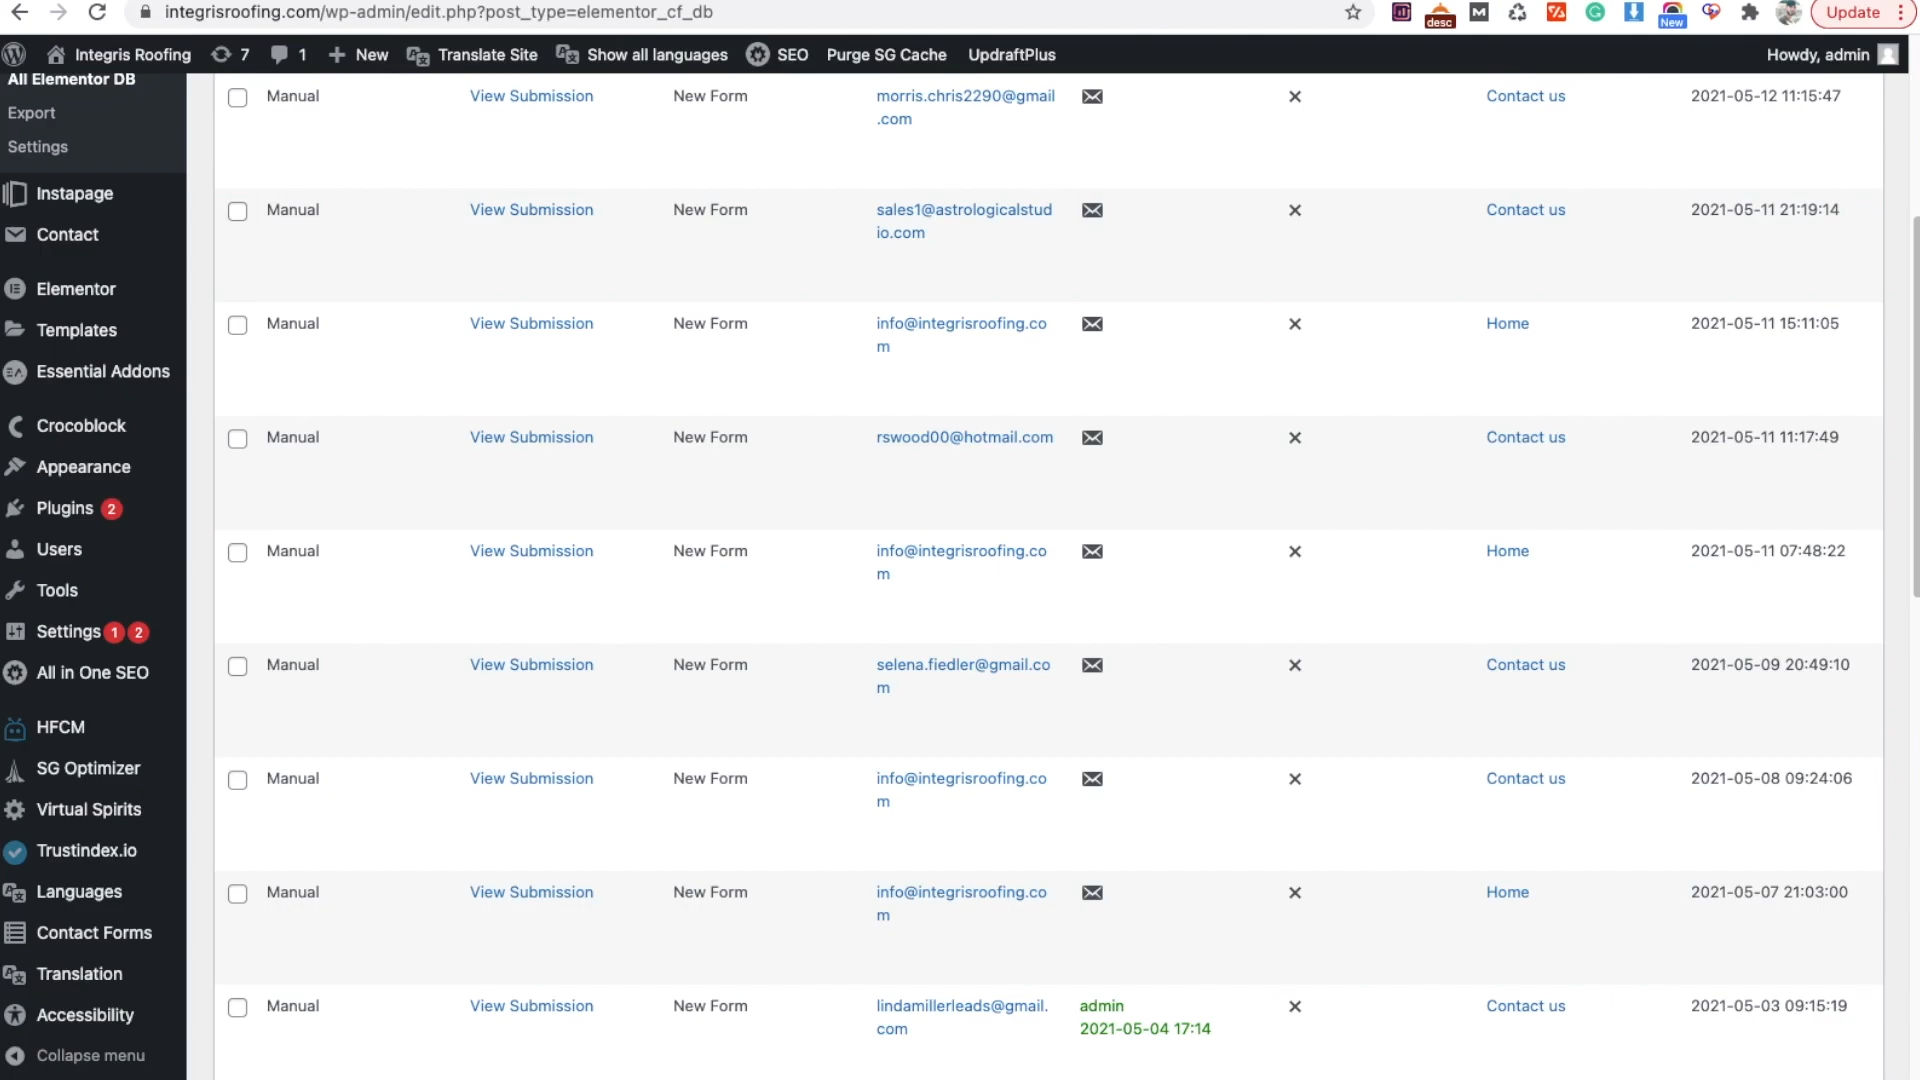 integrisroofing.com/wp-admin/edit.php?post_type=elementor_cf_db
desc
New
Update
Integris Roofing 7 1 New Translate Site Show all languages SEO Purge SG Cache UpdraftPlus Howdy, admin
All Elementor DB
Export
Settings
Instapage
Contact
Elementor
Templates
Essential Addons
Crocoblock
Appearance
Plugins 2
Users
Tools
Settings 1 2
All in One SEO
HFCM
SG Optimizer
Virtual Spirits
Trustindex.io
Languages
Contact Forms
Translation
Accessibility
Collapse menu
Manual View Submission New Form morris.chris2290@gmail Contact us 2021-05-12 11:15:47
.com
Manual View Submission New Form sales1@astrologicalstud Contact us 2021-05-11 21:19:14
io.com
Manual View Submission New Form info@integrisroofing.co Home 2021-05-11 15:11:05
m
Manual View Submission New Form rswood00@hotmail.com Contact us 2021-05-11 11:17:49
Manual View Submission New Form info@integrisroofing.co Home 2021-05-11 07:48:22
m
Manual View Submission New Form selena.fiedler@gmail.co Contact us 2021-05-09 20:49:10
m
Manual View Submission New Form info@integrisroofing.co Contact us 2021-05-08 09:24:06
m
Manual View Submission New Form info@integrisroofing.co Home 2021-05-07 21:03:00
m
Manual View Submission New Form lindamillerleads@gmail. admin Contact us 2021-05-03 09:15:19
com 2021-05-04 17:14